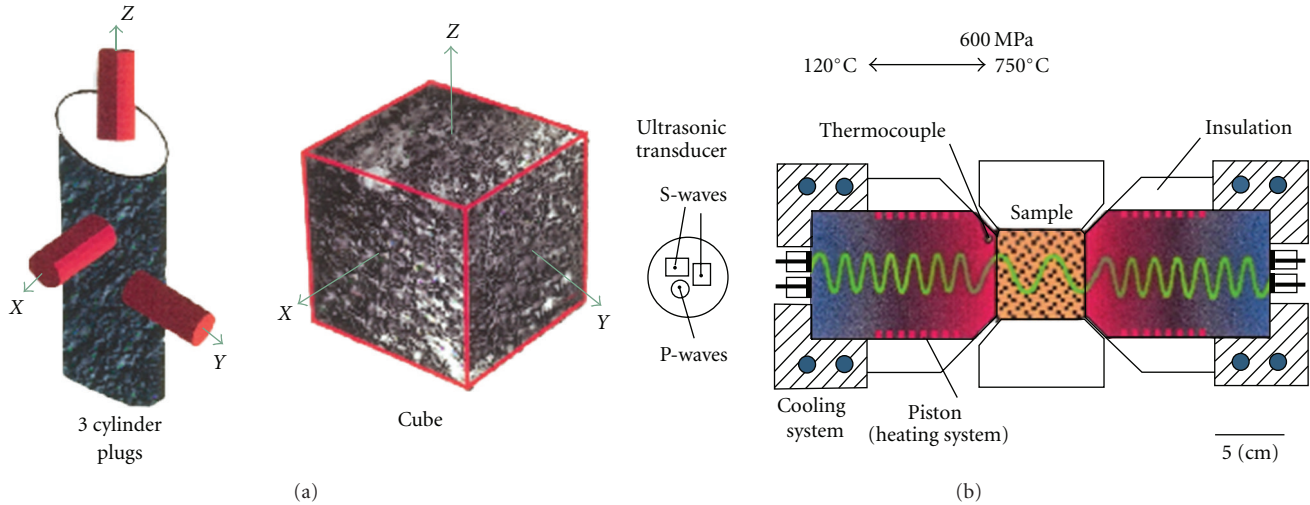 Z
X
Y
3 cylinder
plugs
Z
X
Y
Cube
(a)
600 MPa
120°C
750°C
Ultrasonic
transducer
Thermocouple
Insulation
S-waves
Sample
P-waves
Cooling
system
Piston
(heating system)
5 (cm)
(b)